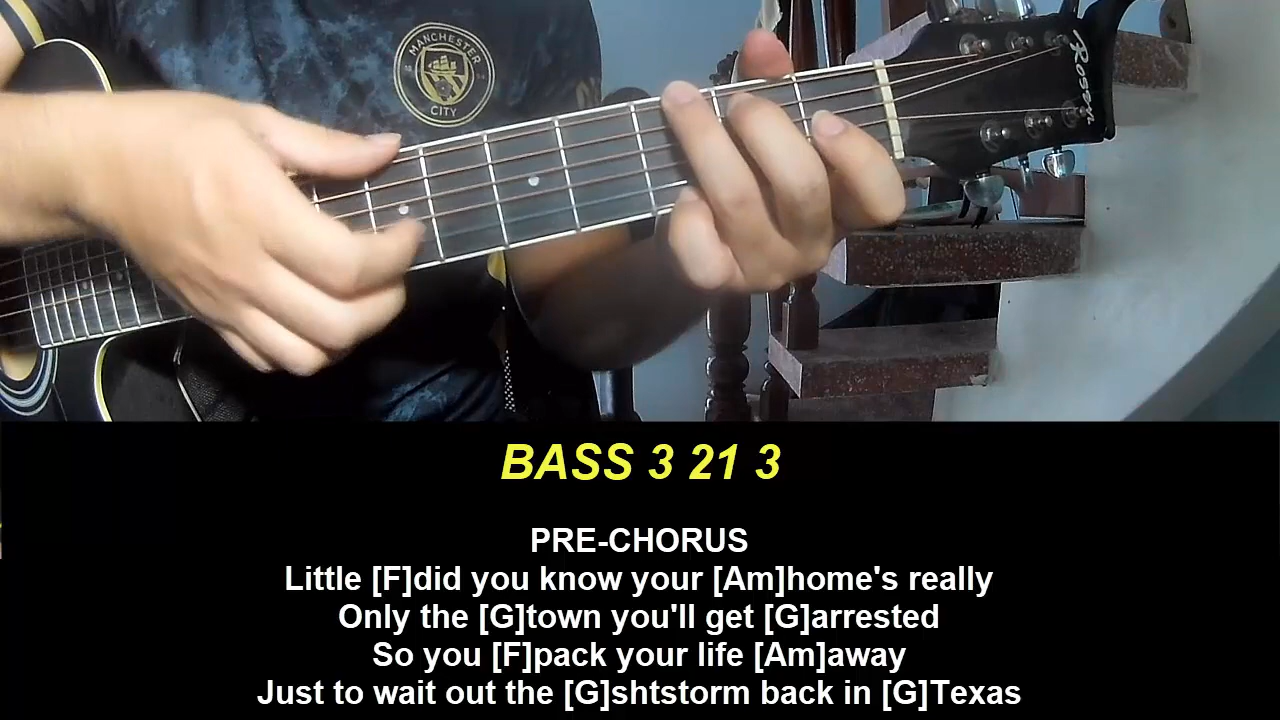 MANCHESTER
CITY
Rosen
BASS 3 21 3
PRE-CHORUS
Little [F]did you know your [Am]home's really
Only the [G]town you'll get [G]arrested
So you [F]pack your life [Am]away
Just to wait out the [G]shtstorm back in [G]Texas